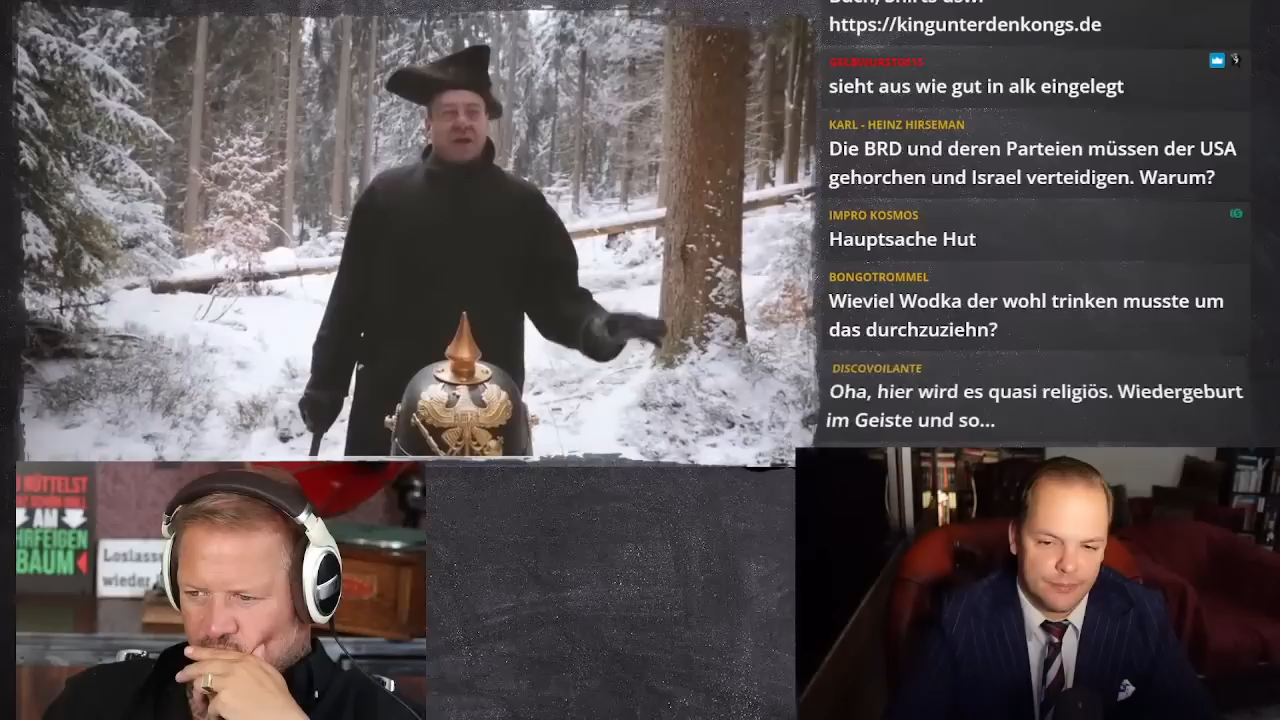 https://kingunterdenkongs.de
sieht aus wie gut in alk eingelegt
KARL - HEINZ HIRSEMAN
Die BRD und deren Parteien müssen der USA
gehorchen und Israel verteidigen. Warum?
IMPRO KOSMOS
Hauptsache Hut
BONGOTROMMEL
Wieviel Wodka der wohl trinken musste um
das durchzuziehn?
DISCOVOILANTE
Oha, hier wird es quasi religiös. Wiedergeburt
im Geiste und so...
AM
BAUM
wieder